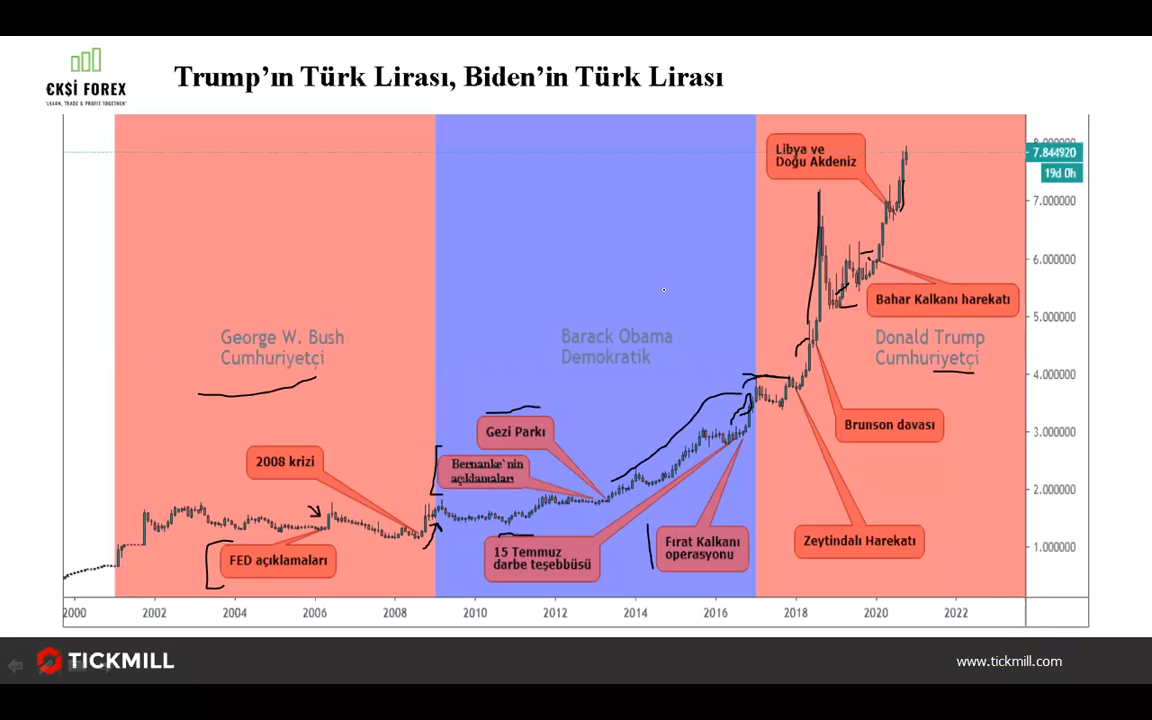 ЄKŞİ FOREX
"LEARN, TRADE & PROFIT TOGETHER"
Trump’ın Türk Lirası, Biden’in Türk Lirası
8.000000
7.844920
19d 0h
7.000000
6.000000
5.000000
4.000000
3.000000
2.000000
1.000000
Libya ve
Doğu Akdeniz
Bahar Kalkanı harekatı
George W. Bush
Cumhuriyetçi
Barack Obama
Demokratik
Donald Trump
Cumhuriyetçi
Brunson davası
Gezi Parkı
2008 krizi
Bernanke`nin
açıklamaları
FED açıklamaları
15 Temmuz
darbe teşebbüsü
Fırat Kalkanı
operasyonu
Zeytindalı Harekatı
2000 2002 2004 2006 2008 2010 2012 2014 2016 2018 2020 2022
TICKMILL
www.tickmill.com